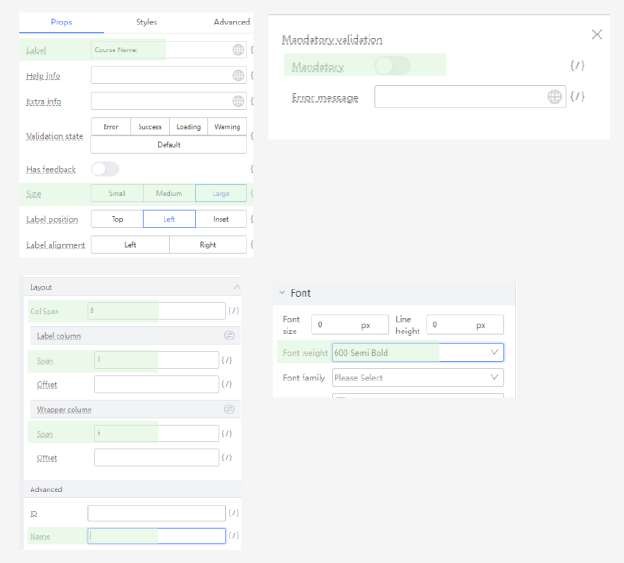 Props Styles Advanced
Label Course Name
Help info
Extra info
Validation state Error Success Loading Warning
Default
Has feedback
Size Small Medium Large
Label position Top Left Inset
Label alignment Left Right
Mandatory validation
Mandatory {/}
Error message {/}
Layout
Col Span {/}
Label column
Span {/}
Offset {/}
Wrapper column
Span {/}
Offset {/}
Advanced
ID {/}
Name {/}
Font
Font size 0 px Line height 0 px
Font weight 600 Semi Bold
Font family Please Select